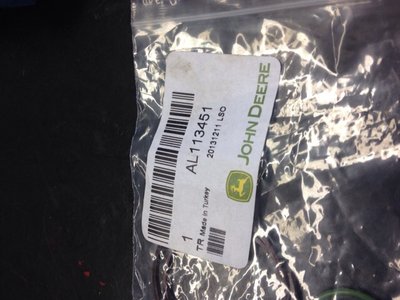 1 AL113451
TR Made in Turkey 20131211 LSO
JOHN DEERE